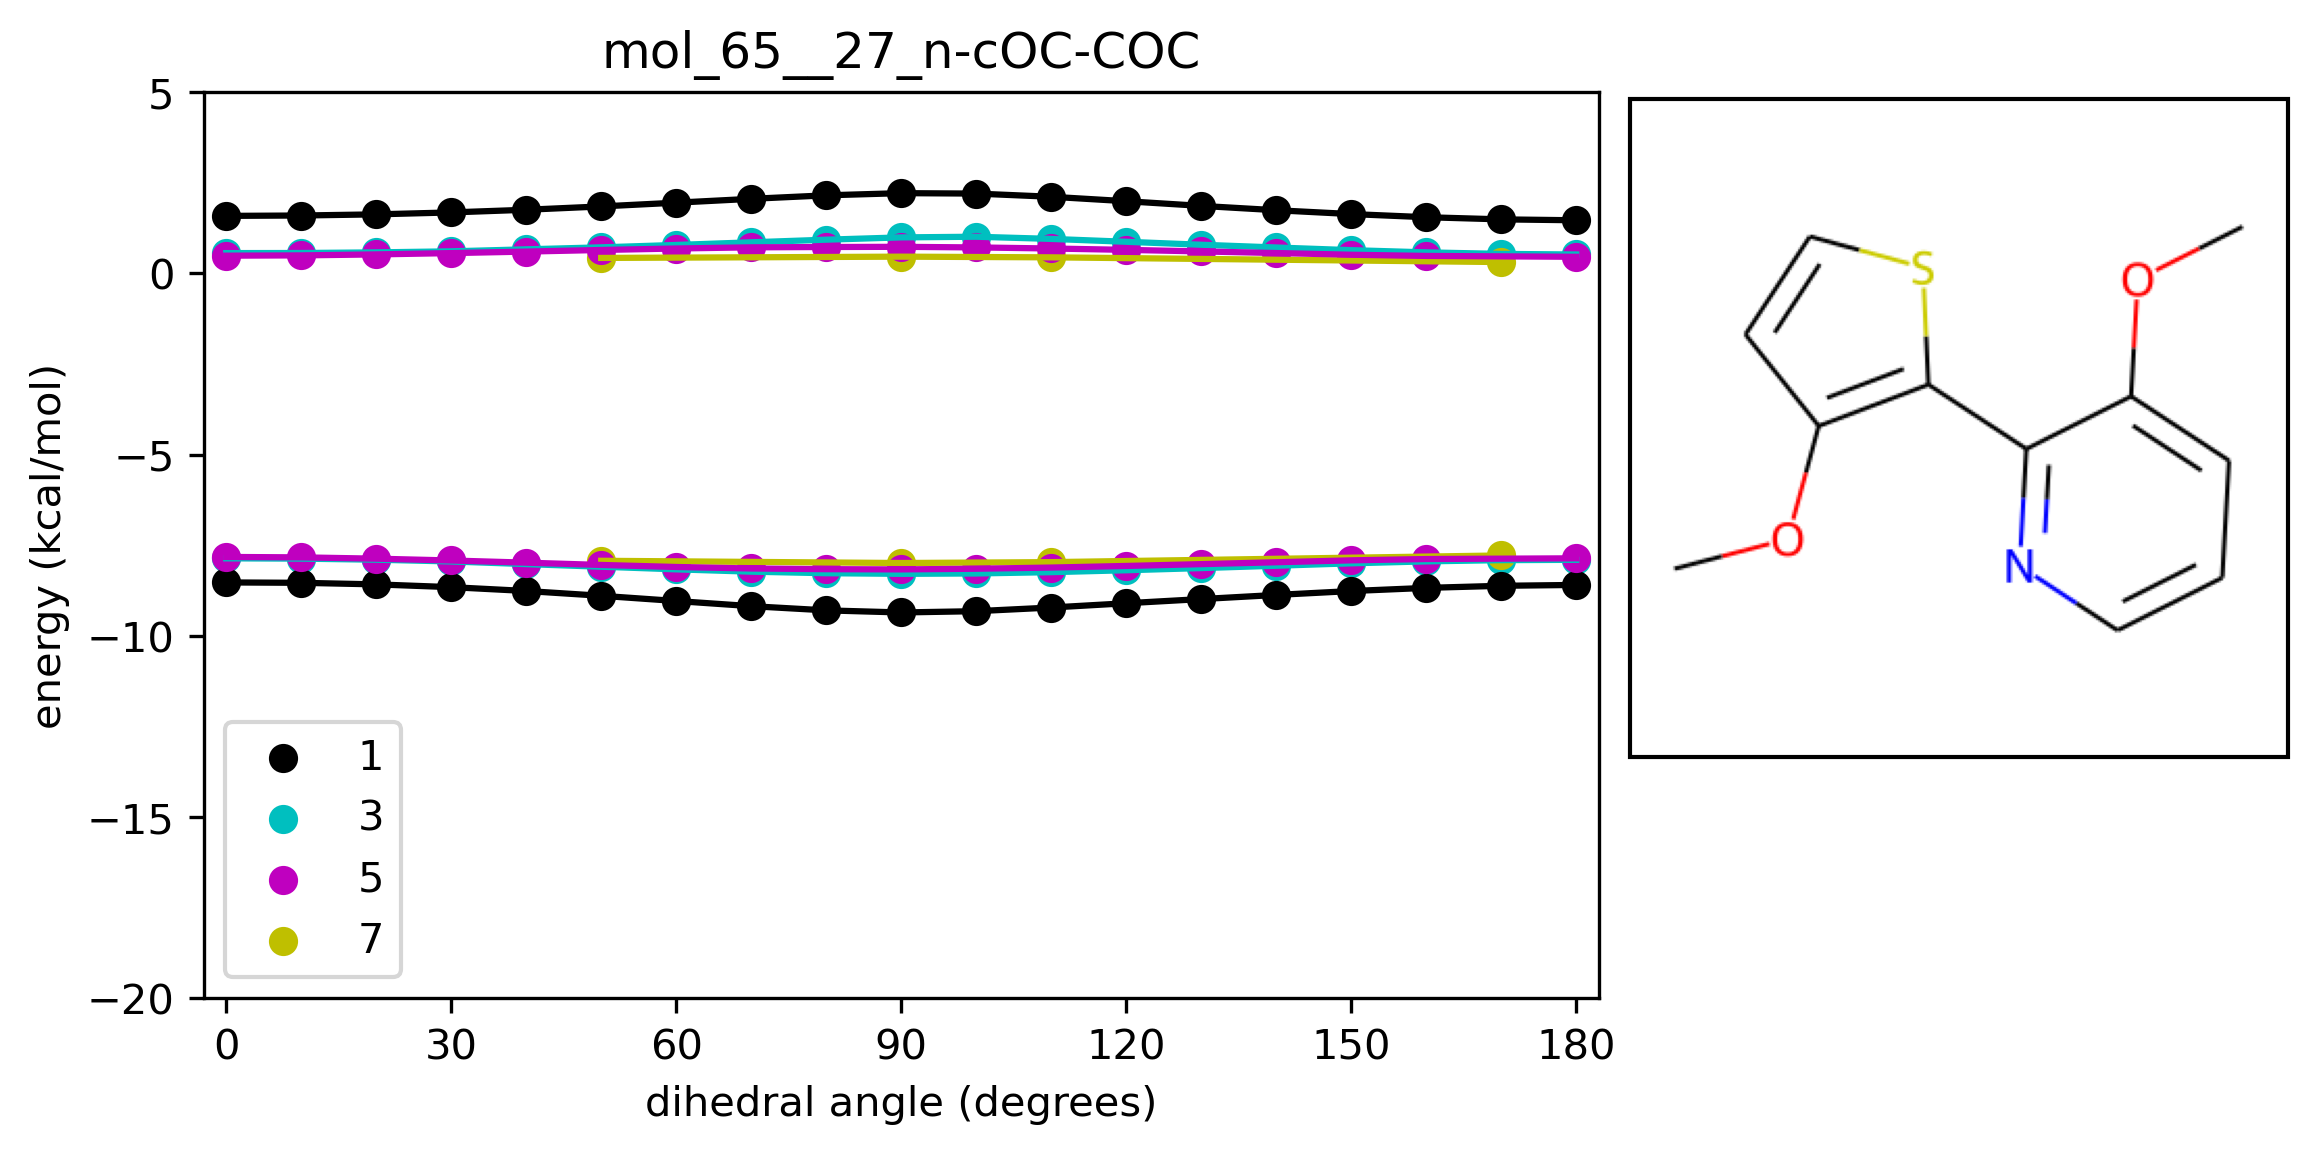 mol_65__27_n-cOC-COC
5
0
−5
−10
−15
−20
energy (kcal/mol)
0 30 60 90 120 150 180
dihedral angle (degrees)
1
3
5
7
S
O
O
N